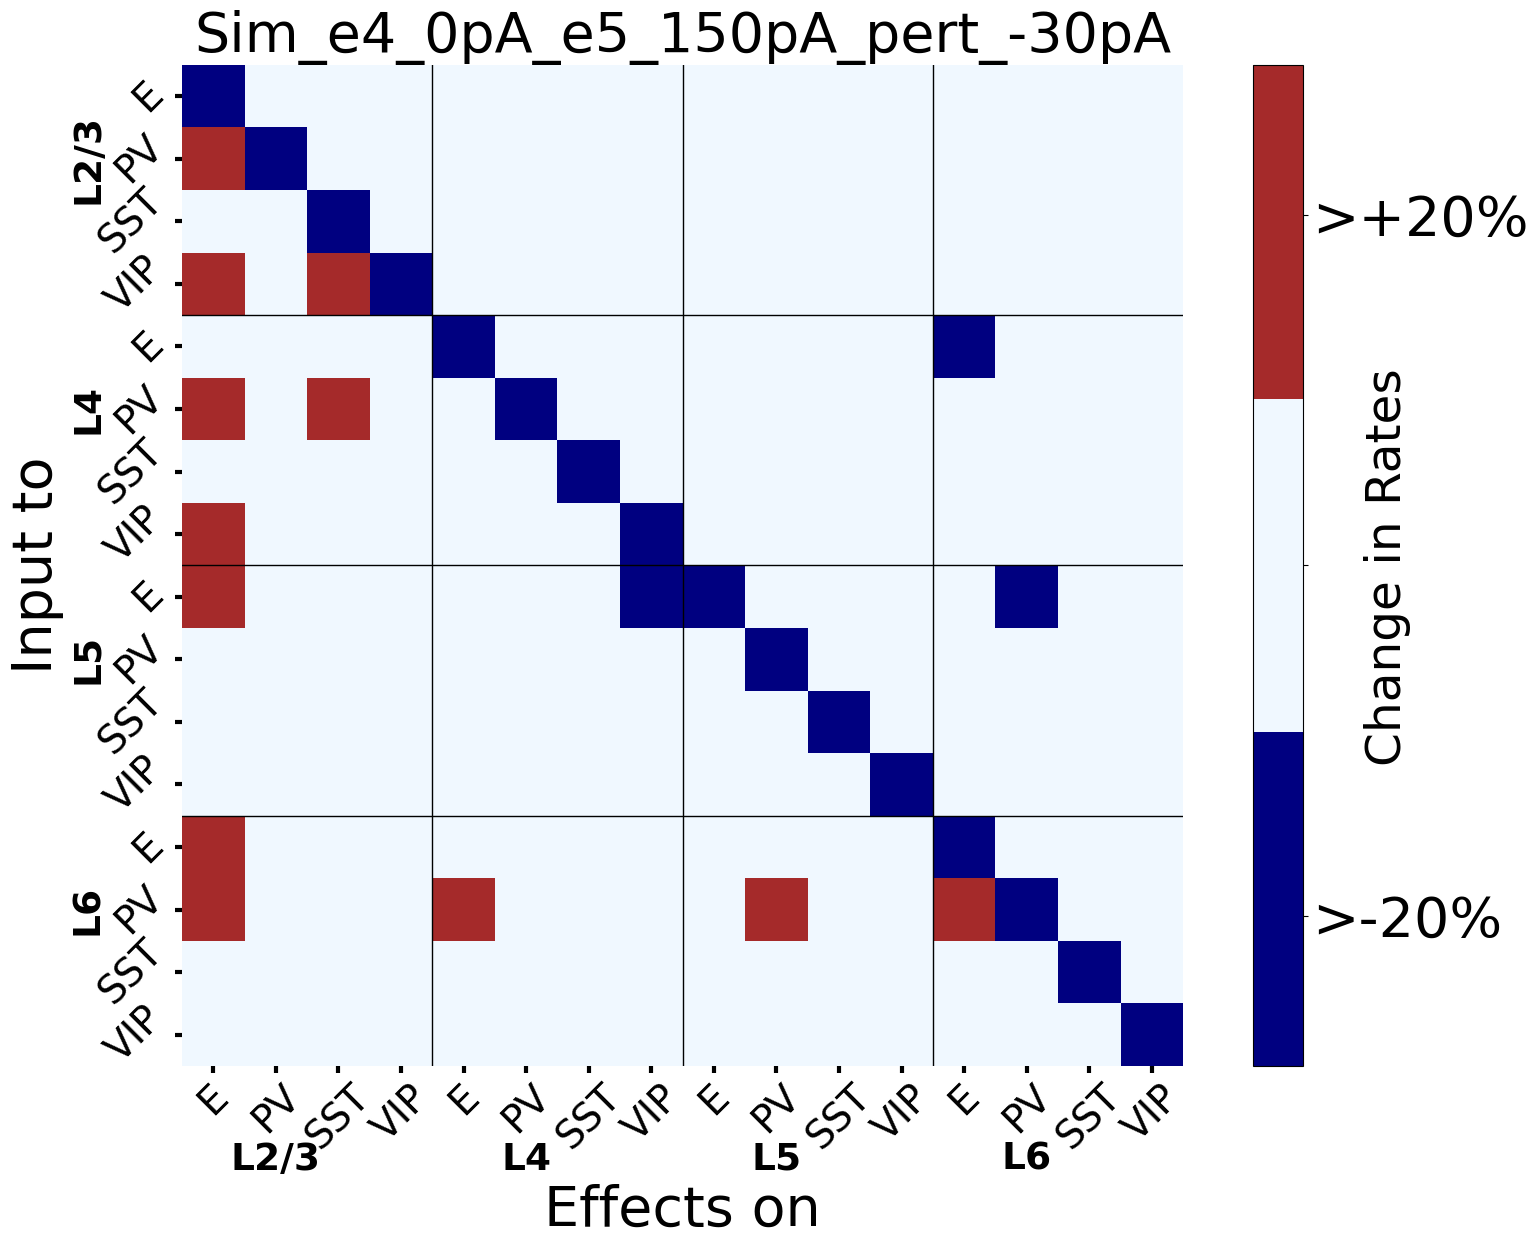 Sim_e4_0pA_e5_150pA_pert_-30pA
Input to
L2/3
E
PV
SST
VIP
L4
E
PV
SST
VIP
L5
E
PV
SST
VIP
L6
E
PV
SST
VIP
E
PV
SST
VIP
E
PV
SST
VIP
E
PV
SST
VIP
E
PV
SST
VIP
L2/3
L4
L5
L6
Effects on
>+20%
>-20%
Change in Rates